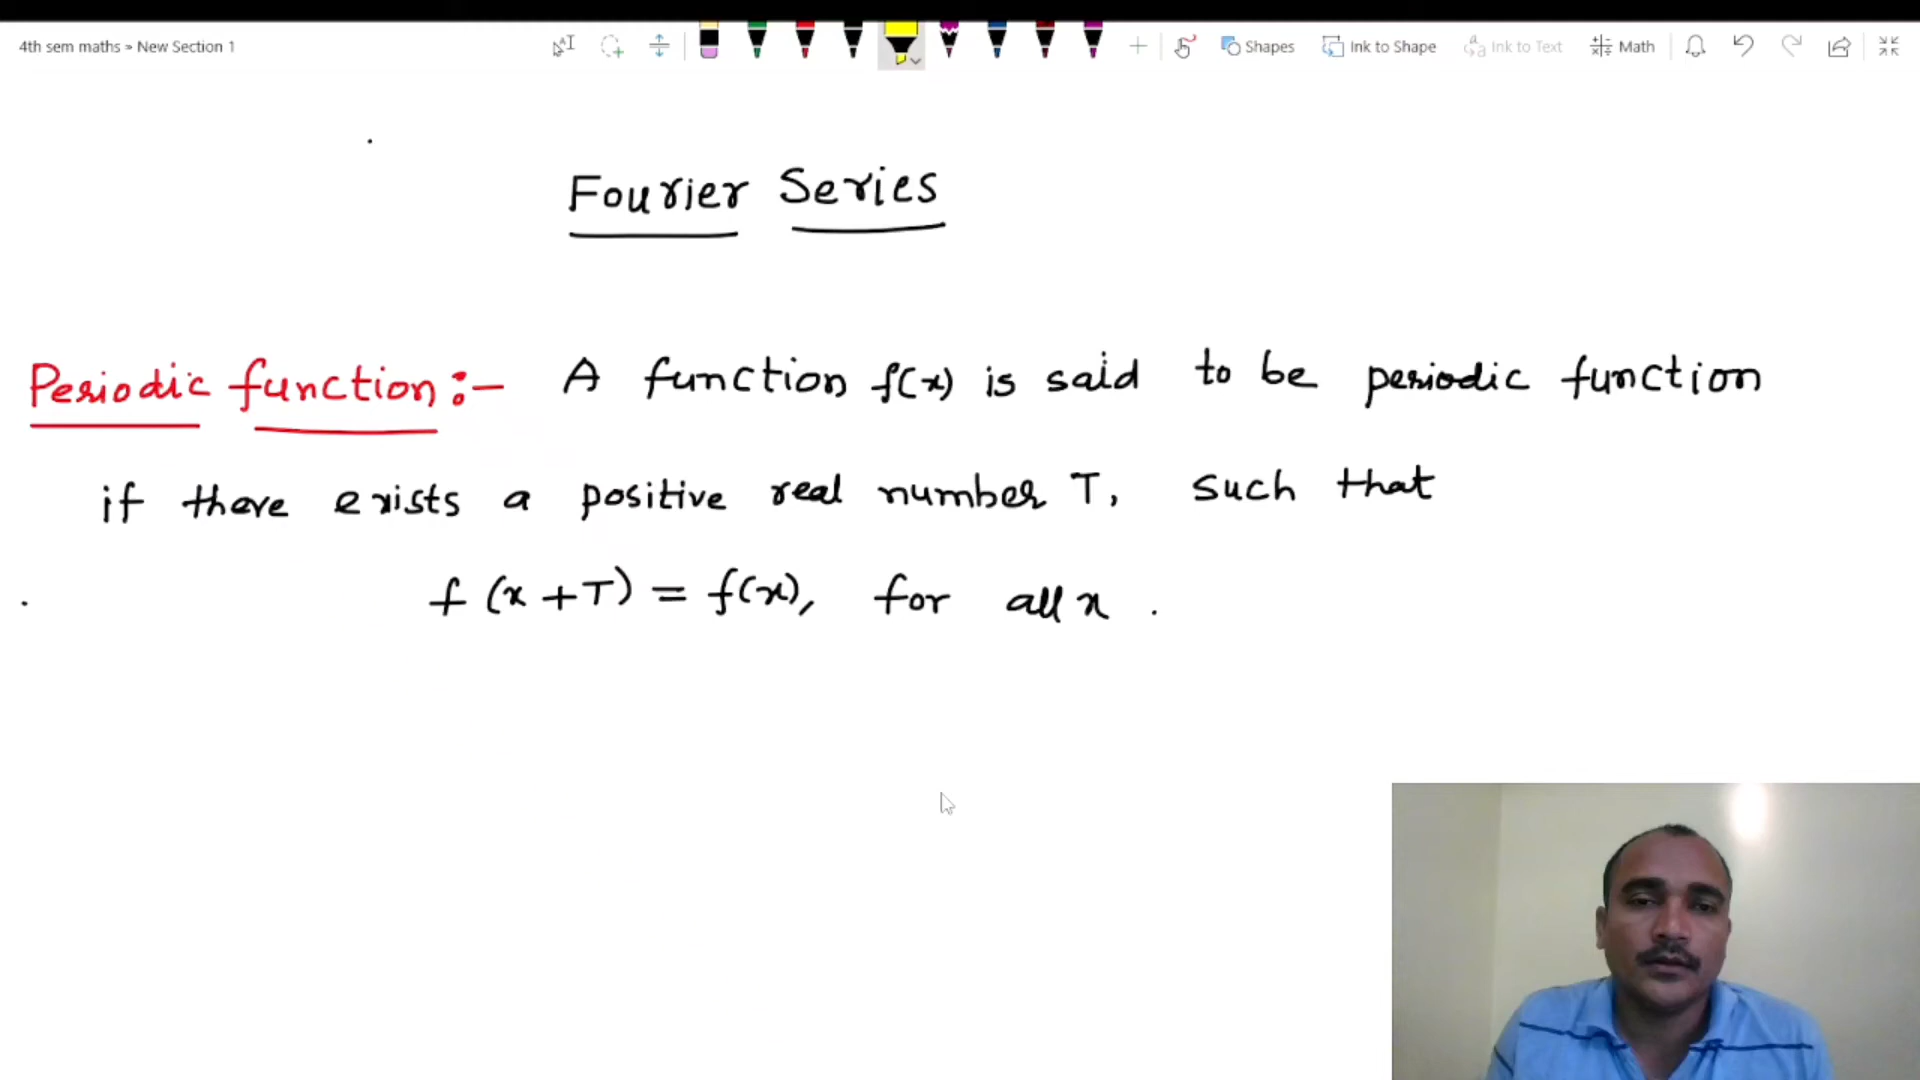 4th sem maths » New Section 1
Shapes
Ink to Shape
Ink to Text
Math
Fourier Series
Periodic function :- A function f(x) is said to be periodic function
if there exists a positive real number T, such that
f(x+T) = f(x), for all x .